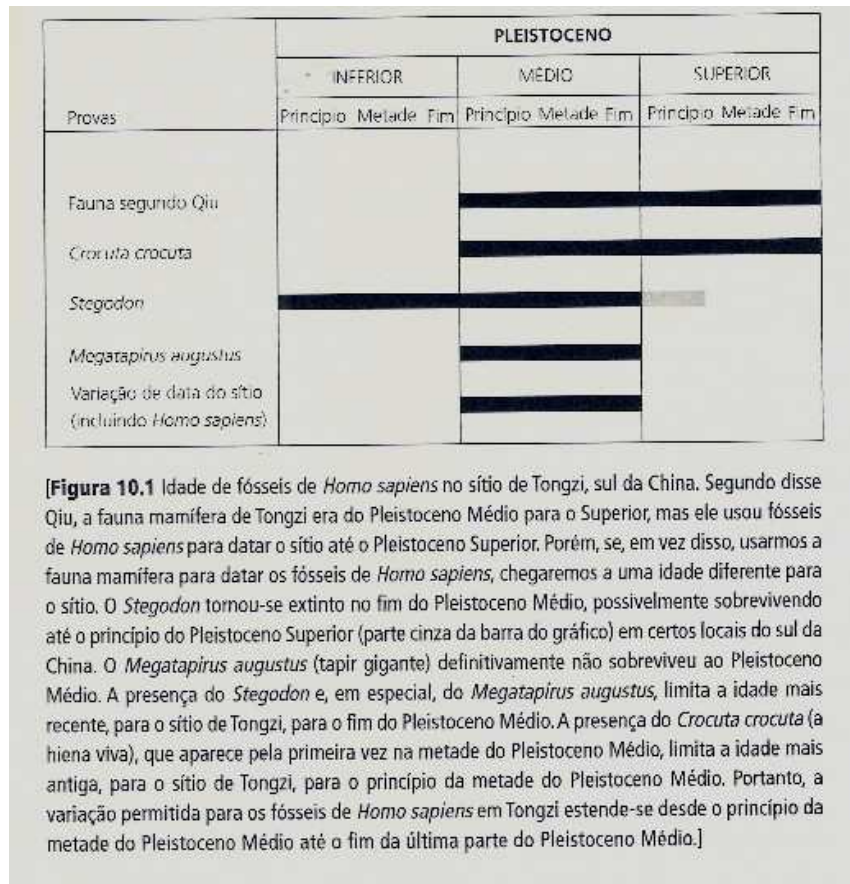 PLEISTOCENO
INFERIOR MÉDIO SUPERIOR
Provas Princípio Metade Fim Princípio Metade Fim Princípio Metade Fim
Fauna segundo Qiu
Crocuta crocuta
Stegodon
Megatapirus augustus
Variação de data do sítio
(incluindo Homo sapiens)
[Figura 10.1 Idade de fósseis de Homo sapiens no sítio de Tongzi, sul da China. Segundo disse
Qiu, a fauna mamífera de Tongzi era do Pleistoceno Médio para o Superior, mas ele usou fósseis
de Homo sapiens para datar o sítio até o Pleistoceno Superior. Porém, se, em vez disso, usarmos a
fauna mamífera para datar os fósseis de Homo sapiens, chegaremos a uma idade diferente para
o sítio. O Stegodon tornou-se extinto no fim do Pleistoceno Médio, possivelmente sobrevivendo
até o princípio do Pleistoceno Superior (parte cinza da barra do gráfico) em certos locais do sul da
China. O Megatapirus augustus (tapir gigante) definitivamente não sobreviveu ao Pleistoceno
Médio. A presença do Stegodon e, em especial, do Megatapirus augustus, limita a idade mais
recente, para o sítio de Tongzi, para o fim do Pleistoceno Médio. A presença do Crocuta crocuta (a
hiena viva), que aparece pela primeira vez na metade do Pleistoceno Médio, limita a idade mais
antiga, para o sítio de Tongzi, para o princípio da metade do Pleistoceno Médio. Portanto, a
variação permitida para os fósseis de Homo sapiens em Tongzi estende-se desde o princípio da
metade do Pleistoceno Médio até o fim da última parte do Pleistoceno Médio.]